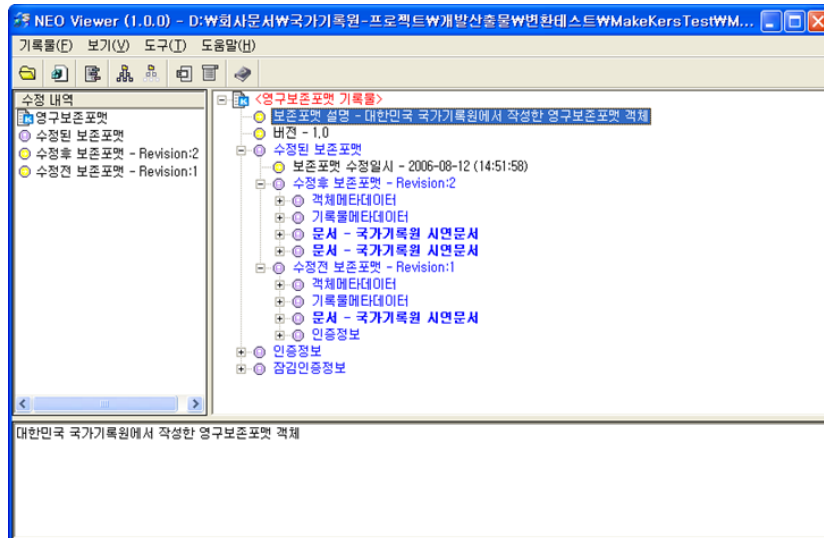 NEO Viewer (1.0.0) - D:₩회사문서₩국가기록원-프로젝트₩개발산출물₩변환테스트₩MakeKersTest₩M...
기록물(F) 보기(V) 도구(T) 도움말(H)
수정 내역
영구보존포맷
수정된 보존포맷
수정후 보존포맷 - Revision:2
수정전 보존포맷 - Revision:1
<영구보존포맷 기록물>
보존포맷 설명 - 대한민국 국가기록원에서 작성한 영구보존포맷 객체
버전 - 1.0
수정된 보존포맷
보존포맷 수정일시 - 2006-08-12 (14:51:58)
수정후 보존포맷 - Revision:2
객체메타데이터
기록물메타데이터
문서 - 국가기록원 시연문서
문서 - 국가기록원 시연문서
수정전 보존포맷 - Revision:1
객체메타데이터
기록물메타데이터
문서 - 국가기록원 시연문서
인증정보
인증정보
잠김인증정보
대한민국 국가기록원에서 작성한 영구보존포맷 객체